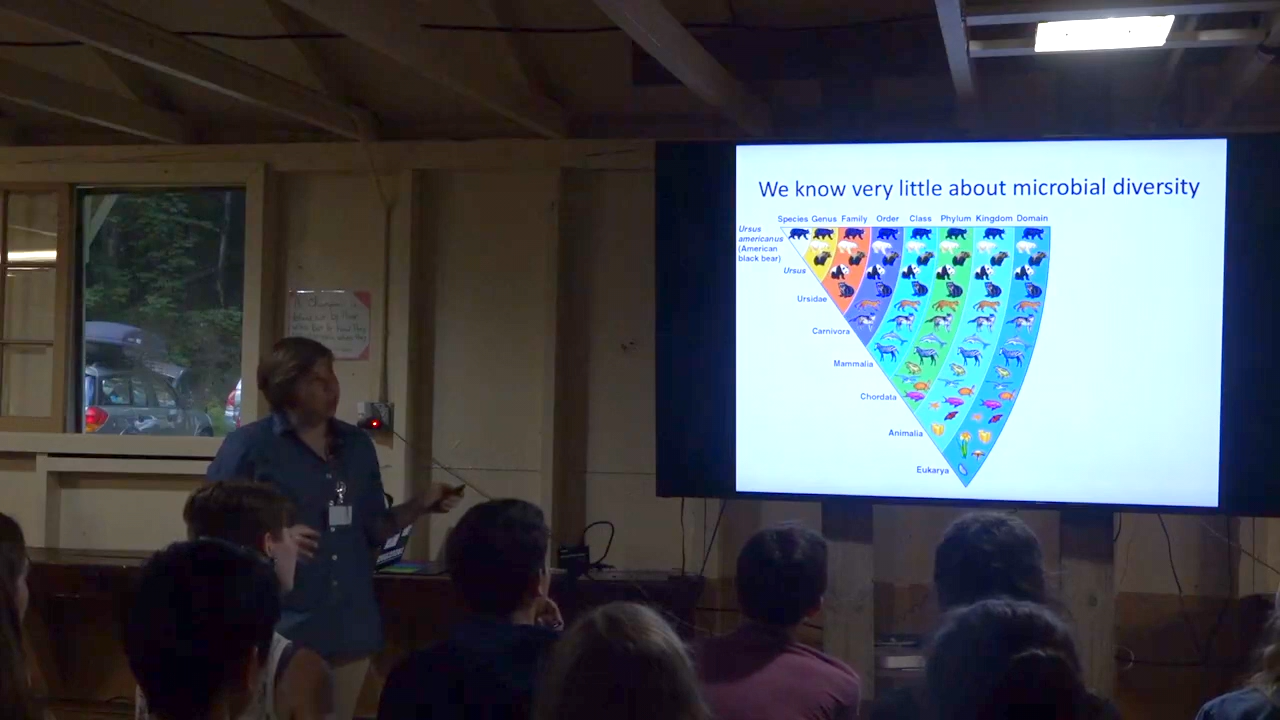 We know very little about microbial diversity
Species Genus Family Order Class Phylum Kingdom Domain
Ursus
americanus
(American
black bear)
Ursus
Ursidae
Carnivora
Mammalia
Chordata
Animalia
Eukarya